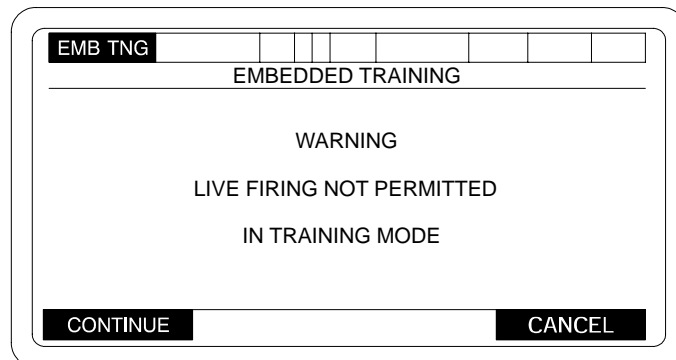 EMB TNG
EMBEDDED TRAINING
WARNING
LIVE FIRING NOT PERMITTED
IN TRAINING MODE
CONTINUE CANCEL